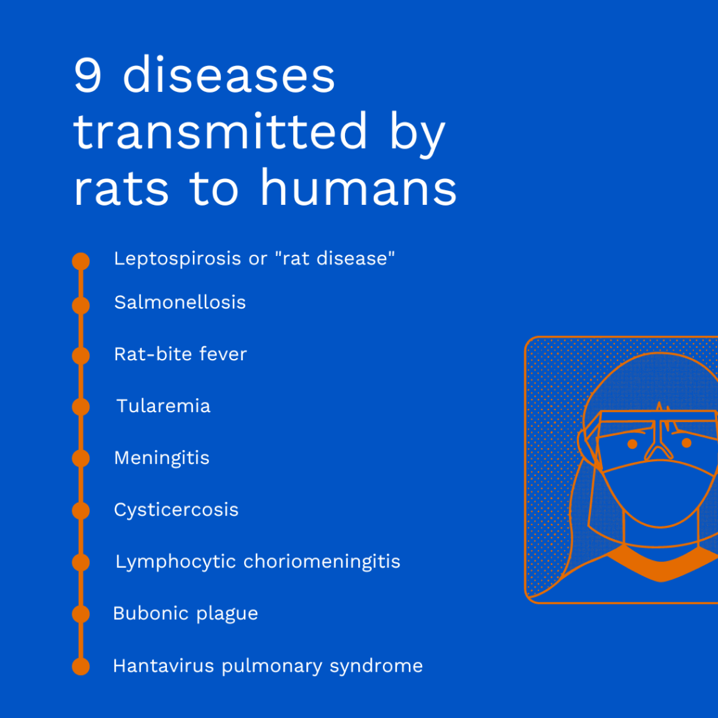 9 diseases
transmitted by
rats to humans
Leptospirosis or "rat disease"
Salmonellosis
Rat-bite fever
Tularemia
Meningitis
Cysticercosis
Lymphocytic choriomeningitis
Bubonic plague
Hantavirus pulmonary syndrome